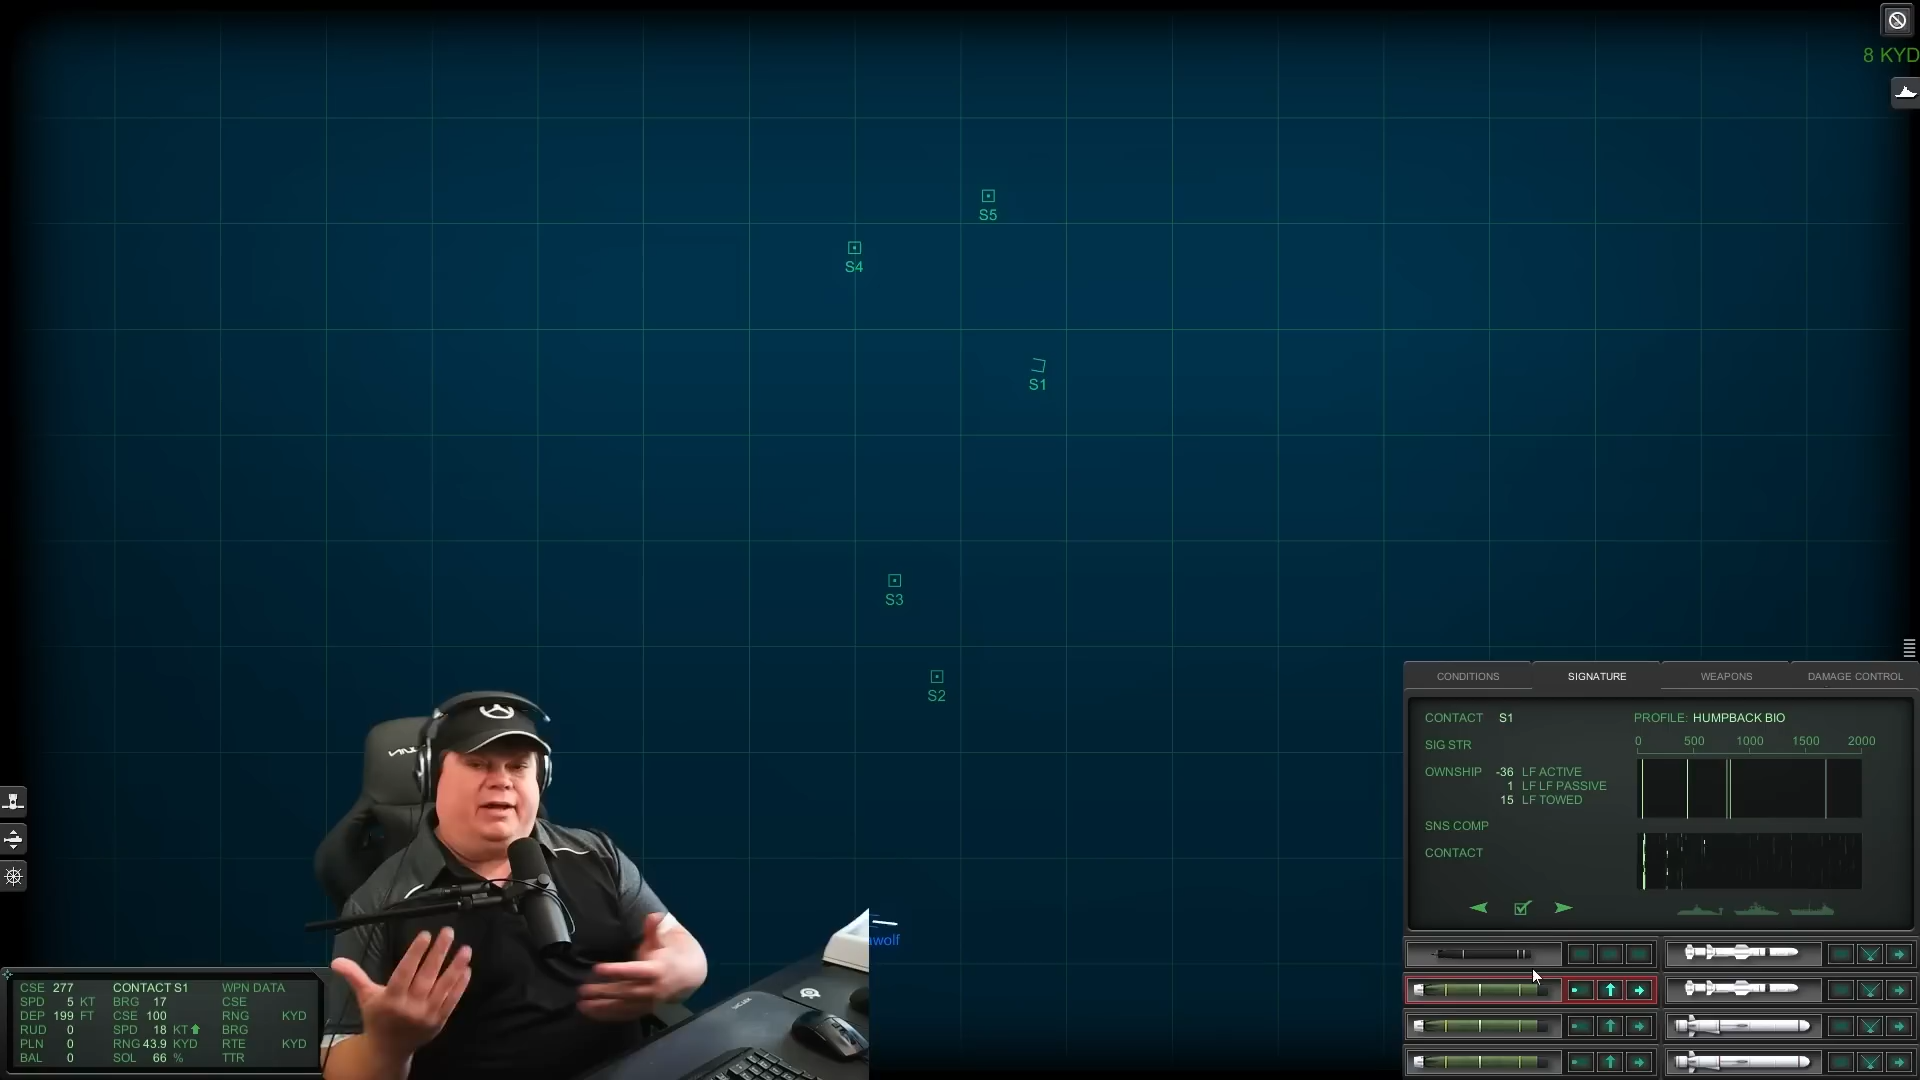 8 KYD
S5
S4
S1
S3
S2
awolf
CONDITIONS SIGNATURE WEAPONS DAMAGE CONTROL
CONTACT S1 PROFILE: HUMPBACK BIO
0 500 1000 1500 2000
SIG STR
OWNSHIP -36 LF ACTIVE
1 LF LF PASSIVE
15 LF TOWED
SNS COMP
CONTACT
CSE 277 CONTACT S1 WPN DATA
SPD 5 KT BRG 17 CSE
DEP 199 FT CSE 100 RNG KYD
RUD 0 SPD 18 KT BRG
PLN 0 RNG 43.9 KYD RTE KYD
BAL 0 SOL 66 % TTR